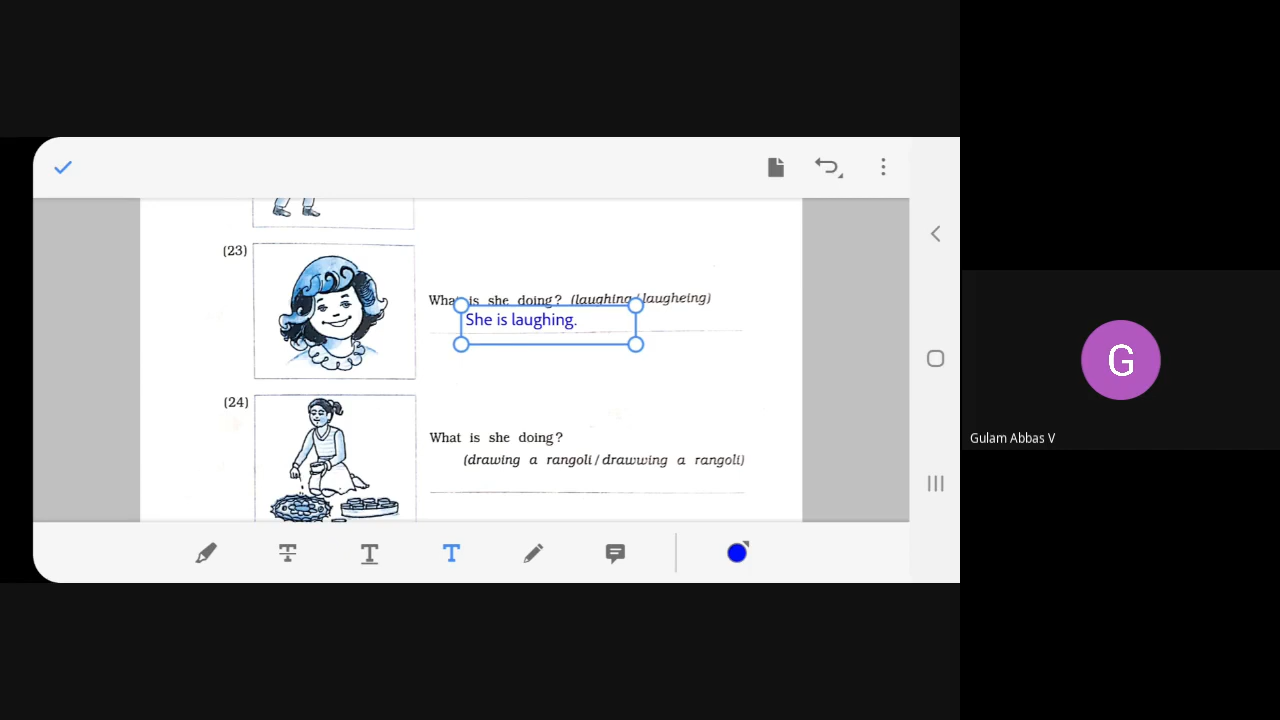 (23)
What is she doing? (laughing/laugheing)
She is laughing.
(24)
What is she doing?
(drawing a rangoli/drawwing a rangoli)
G
Gulam Abbas V
T
T
T